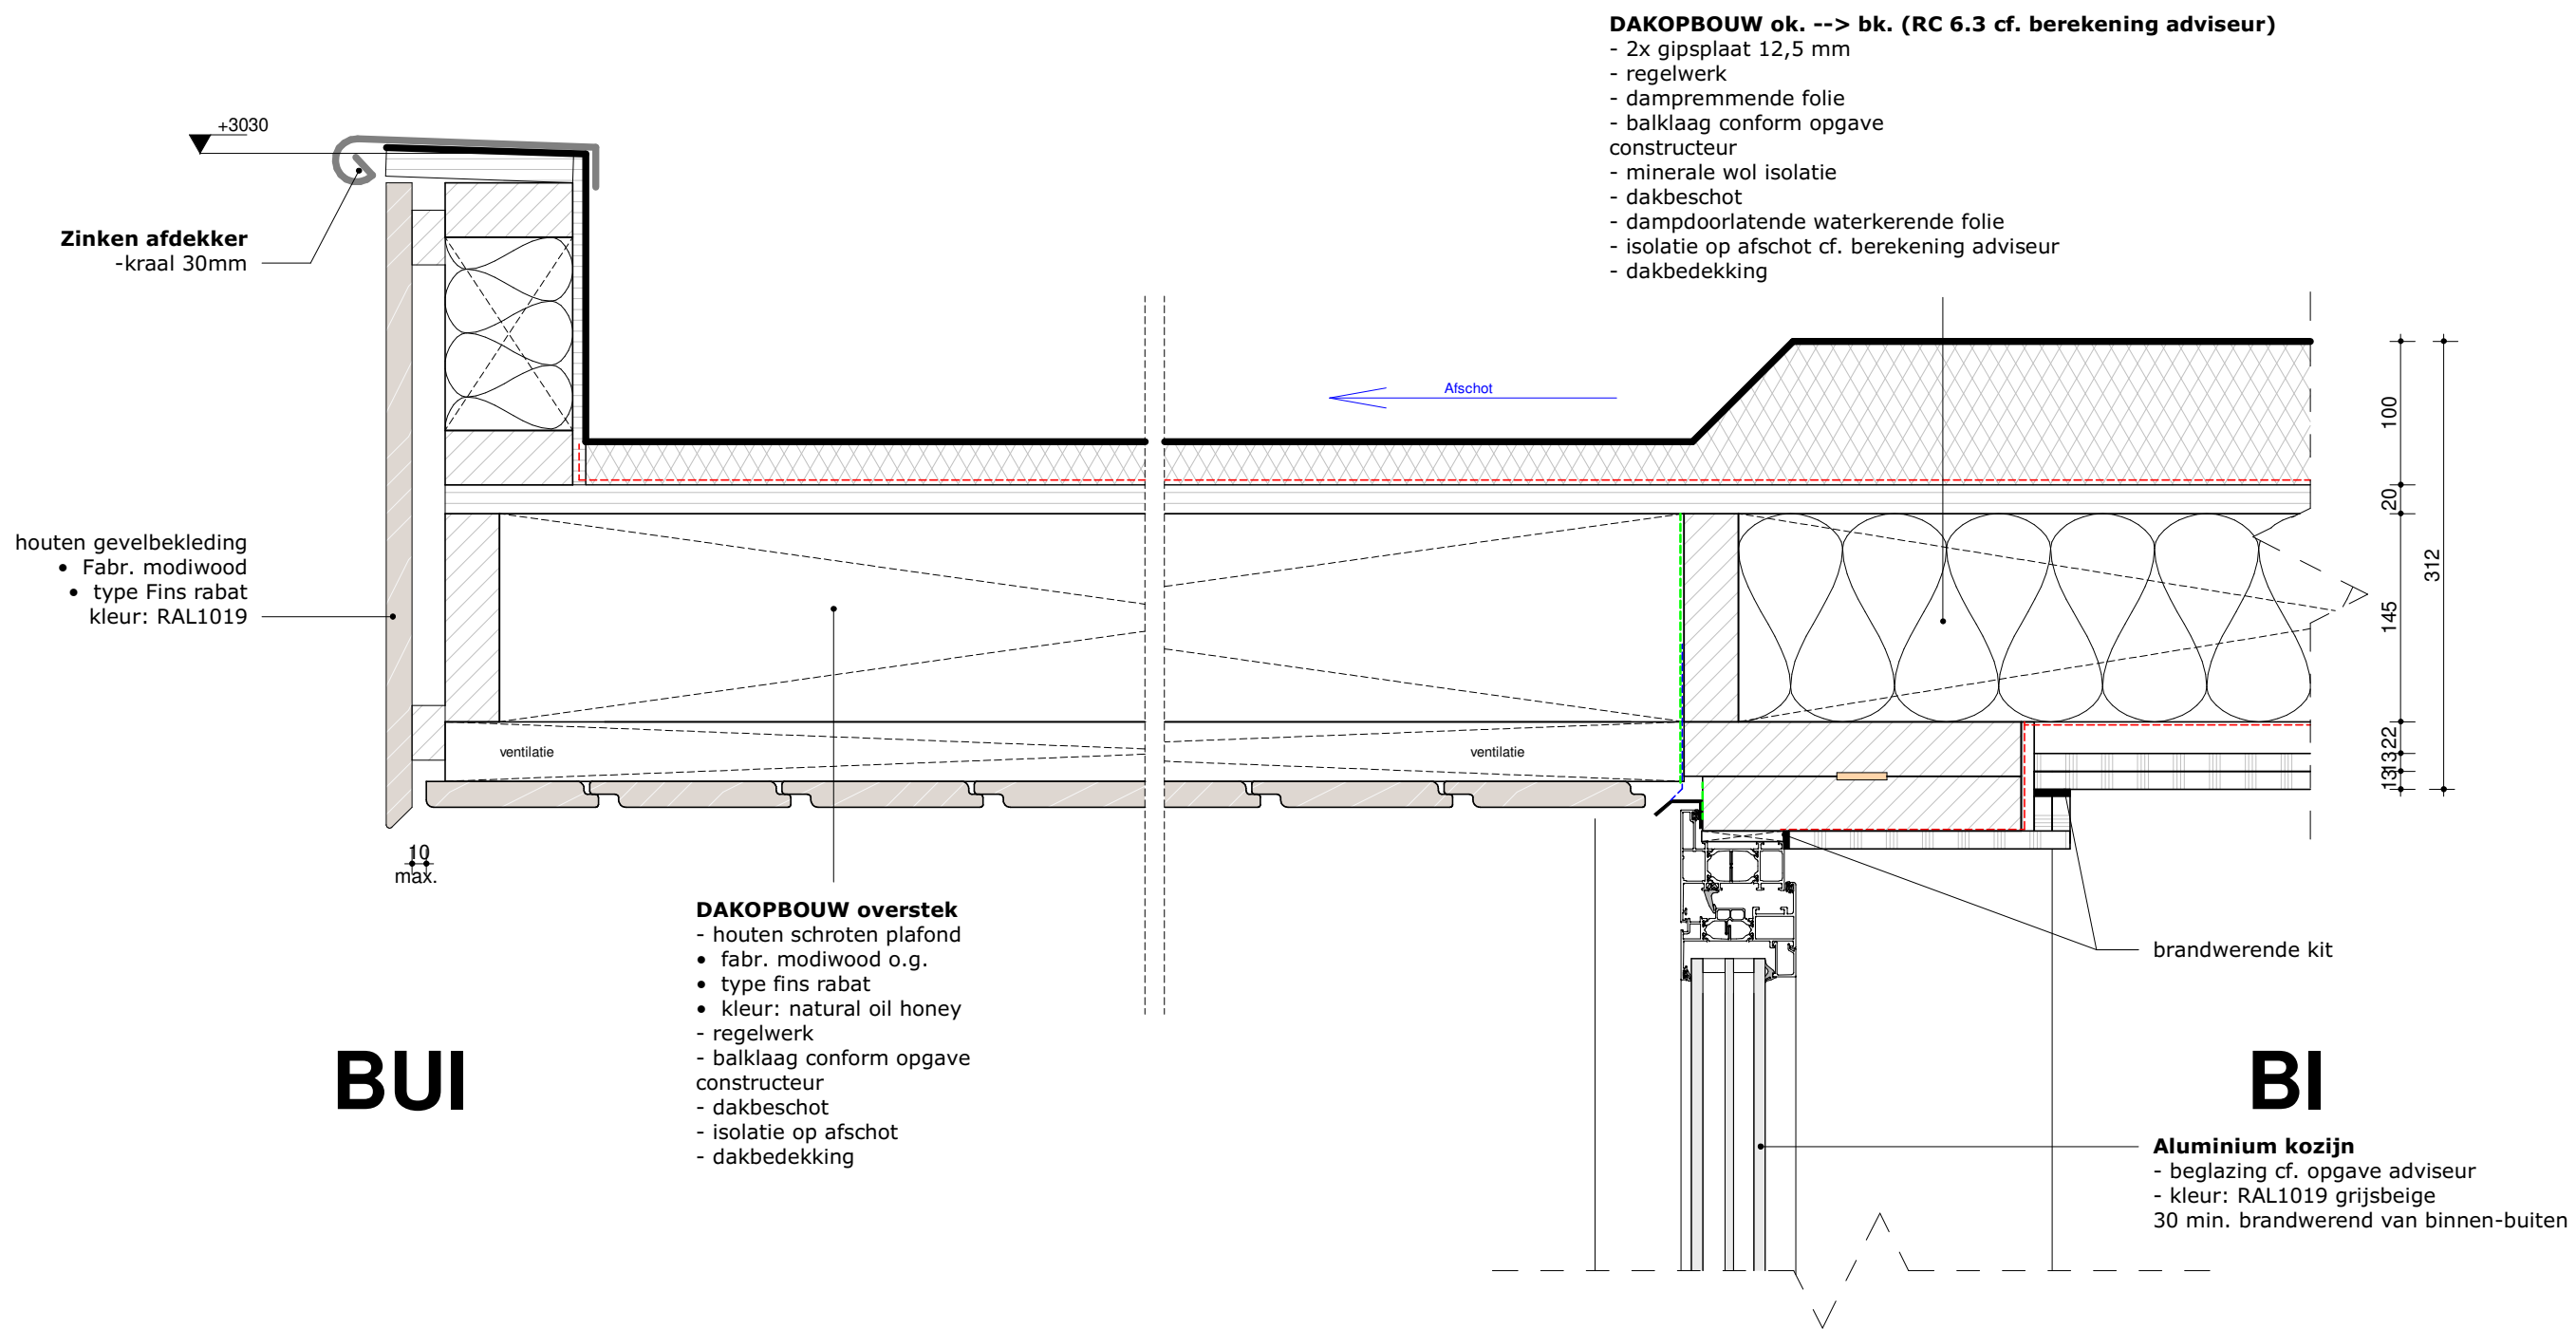 DAKOPBOUW ok. --> bk. (RC 6.3 cf. berekening adviseur)
- 2x gipsplaat 12,5 mm
- regelwerk
- dampremmende folie
- balklaag conform opgave
constructeur
- minerale wol isolatie
- dakbeschot
- dampdoorlatende waterkerende folie
- isolatie op afschot cf. berekening adviseur
- dakbedekking
+3030
Zinken afdekker
-kraal 30mm
Afschot
100
20
145
22
13
13
312
houten gevelbekleding
• Fabr. modiwood
• type Fins rabat
kleur: RAL1019
ventilatie
ventilatie
10
max.
DAKOPBOUW overstek
- houten schroten plafond
• fabr. modiwood o.g.
• type fins rabat
• kleur: natural oil honey
- regelwerk
- balklaag conform opgave
constructeur
- dakbeschot
- isolatie op afschot
- dakbedekking
brandwerende kit
BUI
BI
Aluminium kozijn
- beglazing cf. opgave adviseur
- kleur: RAL1019 grijsbeige
30 min. brandwerend van binnen-buiten